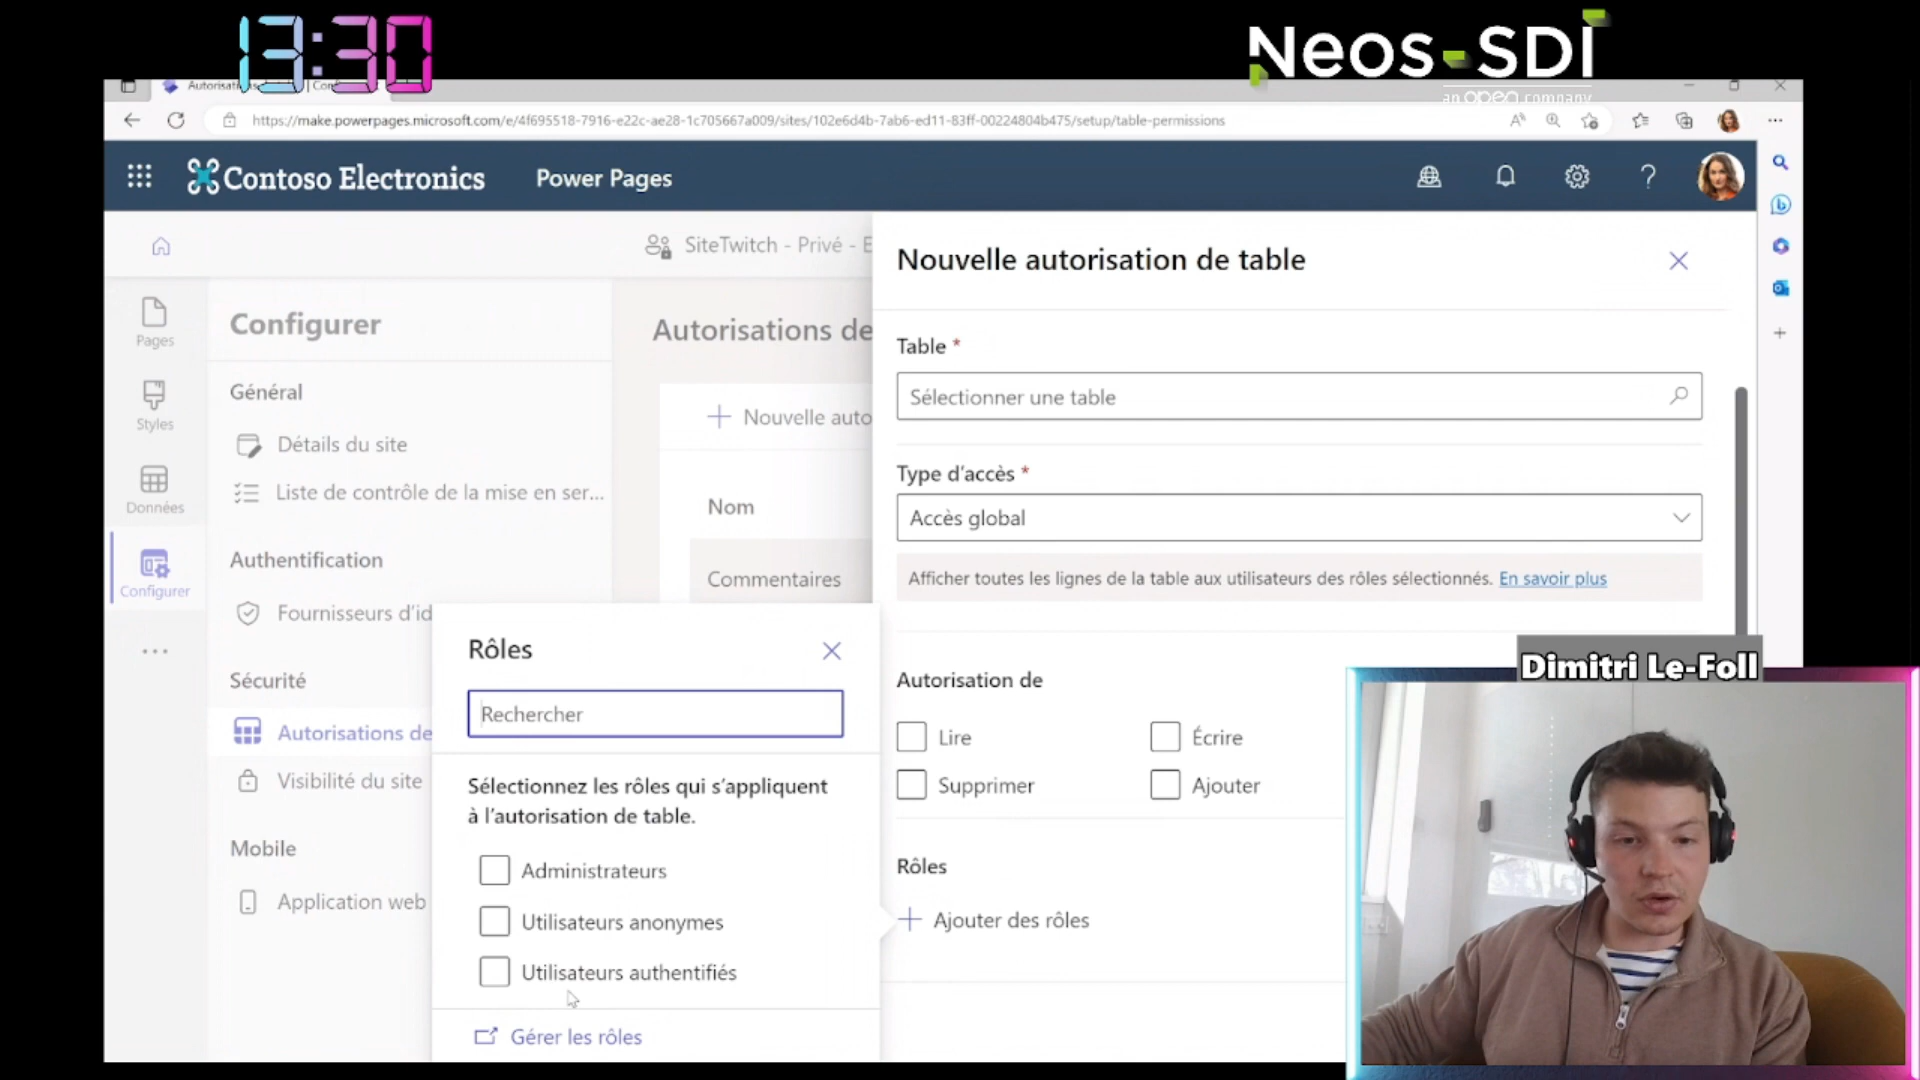 13:30
Neos-SDI
an open company
https://make.powerpages.microsoft.com/e/4f695518-7916-e22c-ae28-1c705667a009/sites/102e6d4b-7ab6-ed11-83ff-00224804b475/setup/table-permissions
Contoso Electronics
Power Pages
SiteTwitch - Privé - E
Pages
Styles
Données
Configurer
Configurer
Général
Détails du site
Liste de contrôle de la mise en ser...
Authentification
Fournisseurs d'id
Sécurité
Autorisations de
Visibilité du site
Mobile
Application web
Autorisations de
Nouvelle auto
Nom
Commentaires
Rôles
Rechercher
Sélectionnez les rôles qui s'appliquent
à l'autorisation de table.
Administrateurs
Utilisateurs anonymes
Utilisateurs authentifiés
Gérer les rôles
Nouvelle autorisation de table
Table *
Sélectionner une table
Type d'accès *
Accès global
Afficher toutes les lignes de la table aux utilisateurs des rôles sélectionnés. En savoir plus
Autorisation de
Lire
Écrire
Supprimer
Ajouter
Rôles
Ajouter des rôles
Dimitri Le-Foll